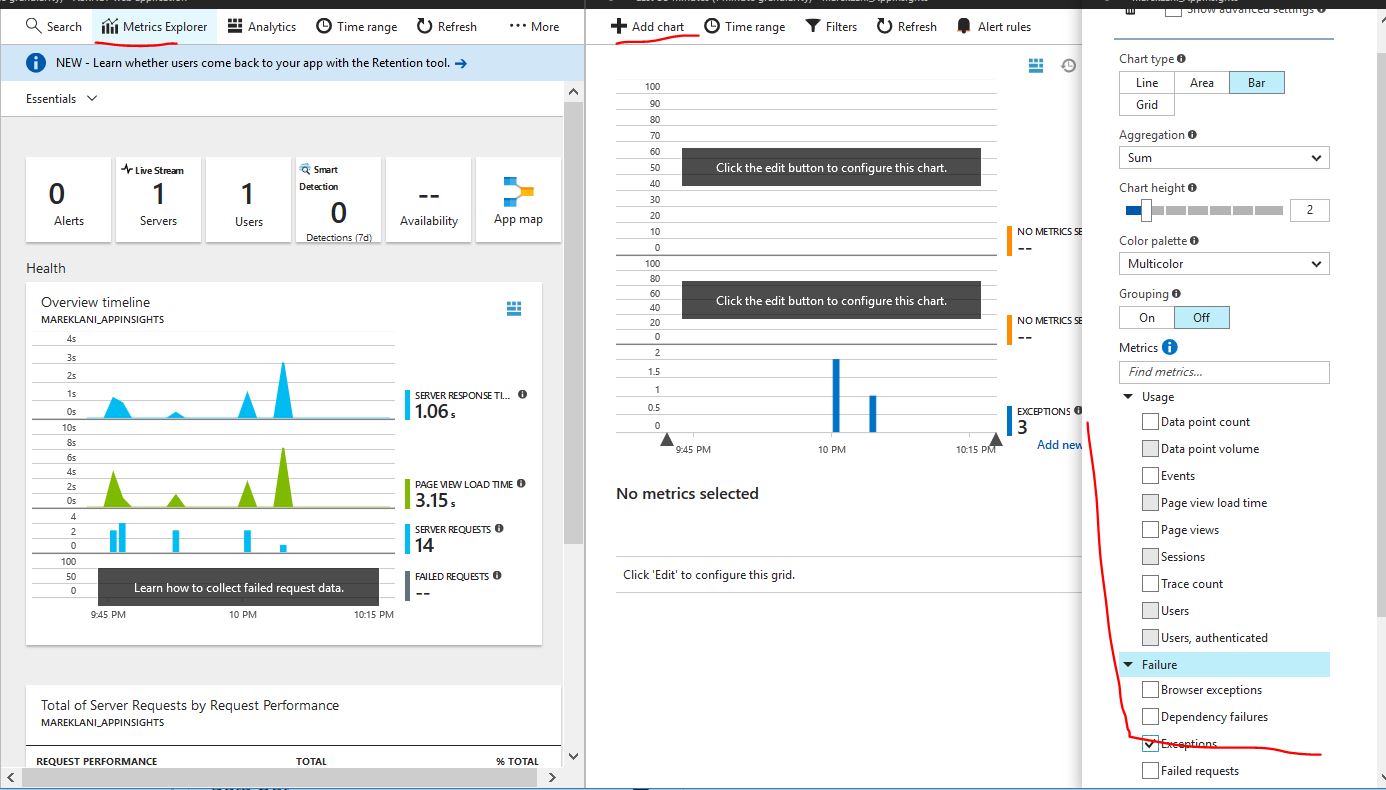 Search
Metrics Explorer
Analytics
Time range
Refresh
More
NEW - Learn whether users come back to your app with the Retention tool. →
Essentials
0
Alerts
Live Stream
1
Servers
1
Users
Smart
Detection
0
Detections (7d)
--
Availability
App map
Health
Overview timeline
MAREKLANI_APPINSIGHTS
4s
3s
2s
1s
0s
SERVER RESPONSE TI...
1.06 s
10s
8s
6s
4s
2s
0s
PAGE VIEW LOAD TIME
3.15 s
4
2
0
SERVER REQUESTS
14
100
50
0
Learn how to collect failed request data.
FAILED REQUESTS
--
9:45 PM
10 PM
10:15 PM
Total of Server Requests by Request Performance
MAREKLANI_APPINSIGHTS
REQUEST PERFORMANCE
TOTAL
% TOTAL
Add chart
Time range
Filters
Refresh
Alert rules
100
90
80
70
60
50
40
30
20
10
0
Click the edit button to configure this chart.
NO METRICS SE
--
100
80
60
40
20
0
Click the edit button to configure this chart.
NO METRICS SE
--
2
1.5
1
0.5
0
EXCEPTIONS
3
9:45 PM
10 PM
10:15 PM
Add new
No metrics selected
Click 'Edit' to configure this grid.
Show advanced settings
Chart type
Line
Area
Bar
Grid
Aggregation
Sum
Chart height
2
Color palette
Multicolor
Grouping
On
Off
Metrics
Find metrics...
Usage
Data point count
Data point volume
Events
Page view load time
Page views
Sessions
Trace count
Users
Users, authenticated
Failure
Browser exceptions
Dependency failures
Exceptions
Failed requests